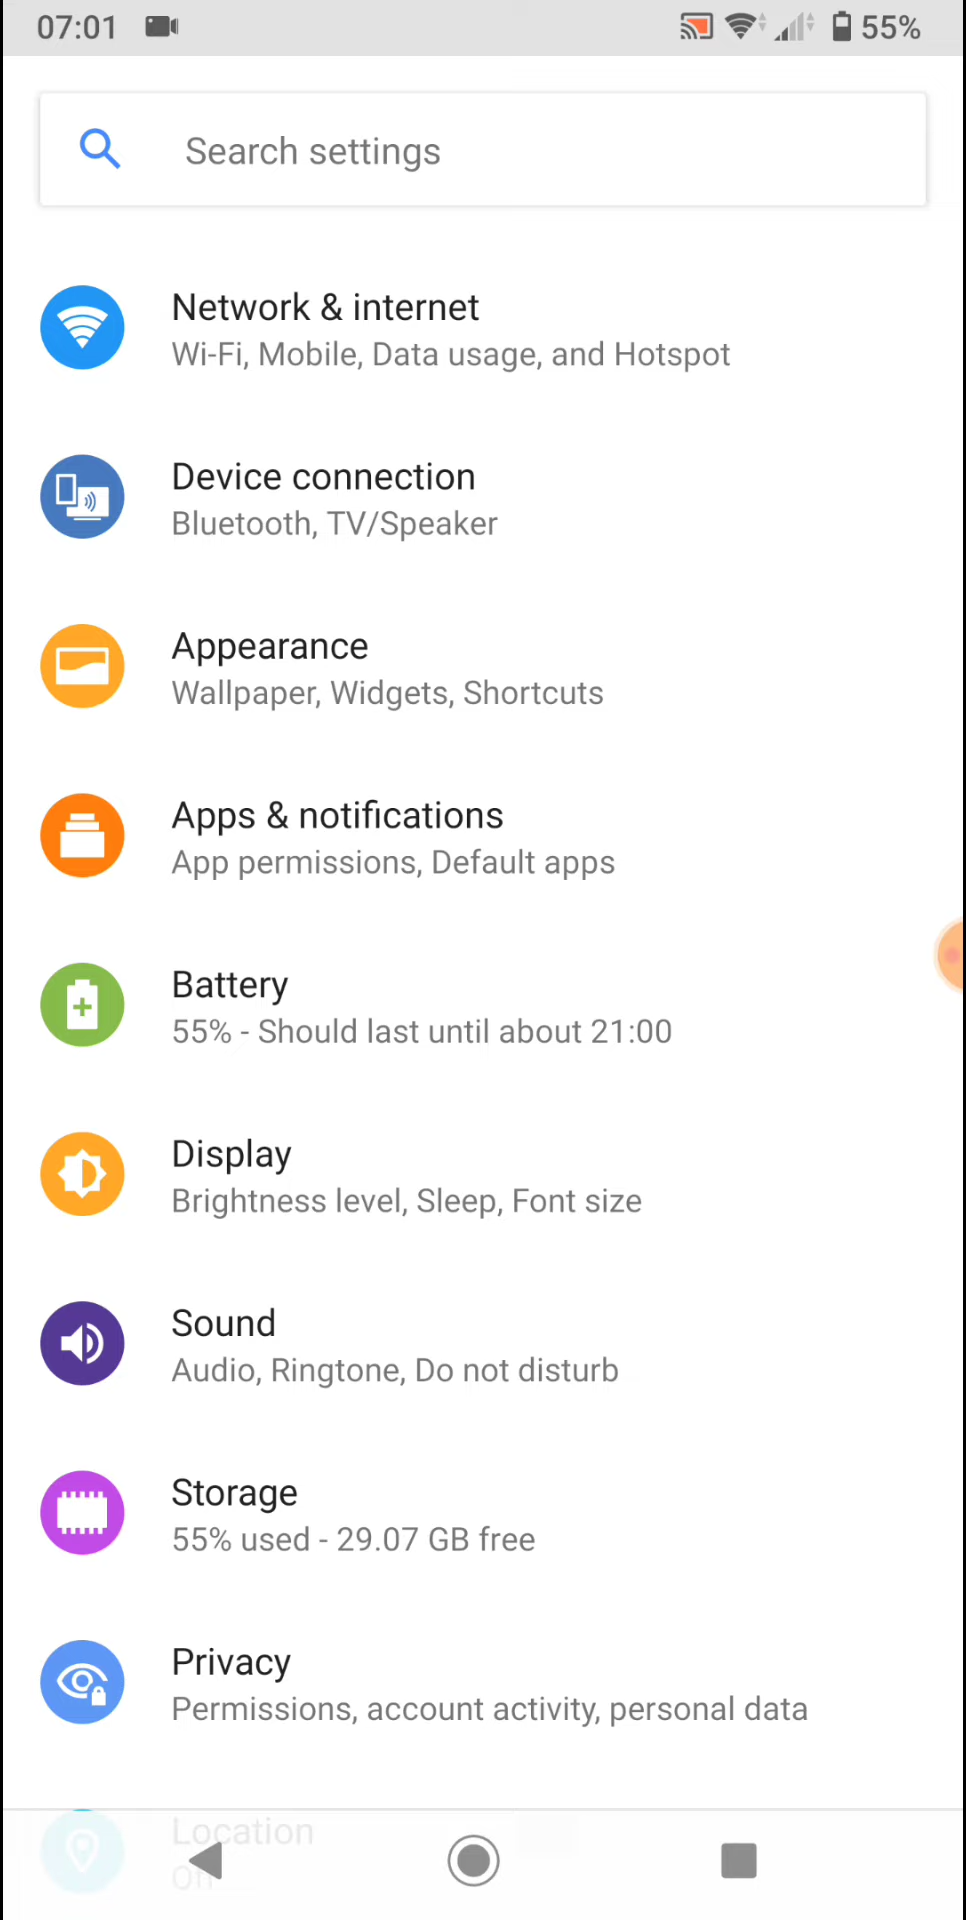 07:01 55%
Search settings
Network & internet
Wi-Fi, Mobile, Data usage, and Hotspot
Device connection
Bluetooth, TV/Speaker
Appearance
Wallpaper, Widgets, Shortcuts
Apps & notifications
App permissions, Default apps
Battery
55% - Should last until about 21:00
Display
Brightness level, Sleep, Font size
Sound
Audio, Ringtone, Do not disturb
Storage
55% used - 29.07 GB free
Privacy
Permissions, account activity, personal data
Location